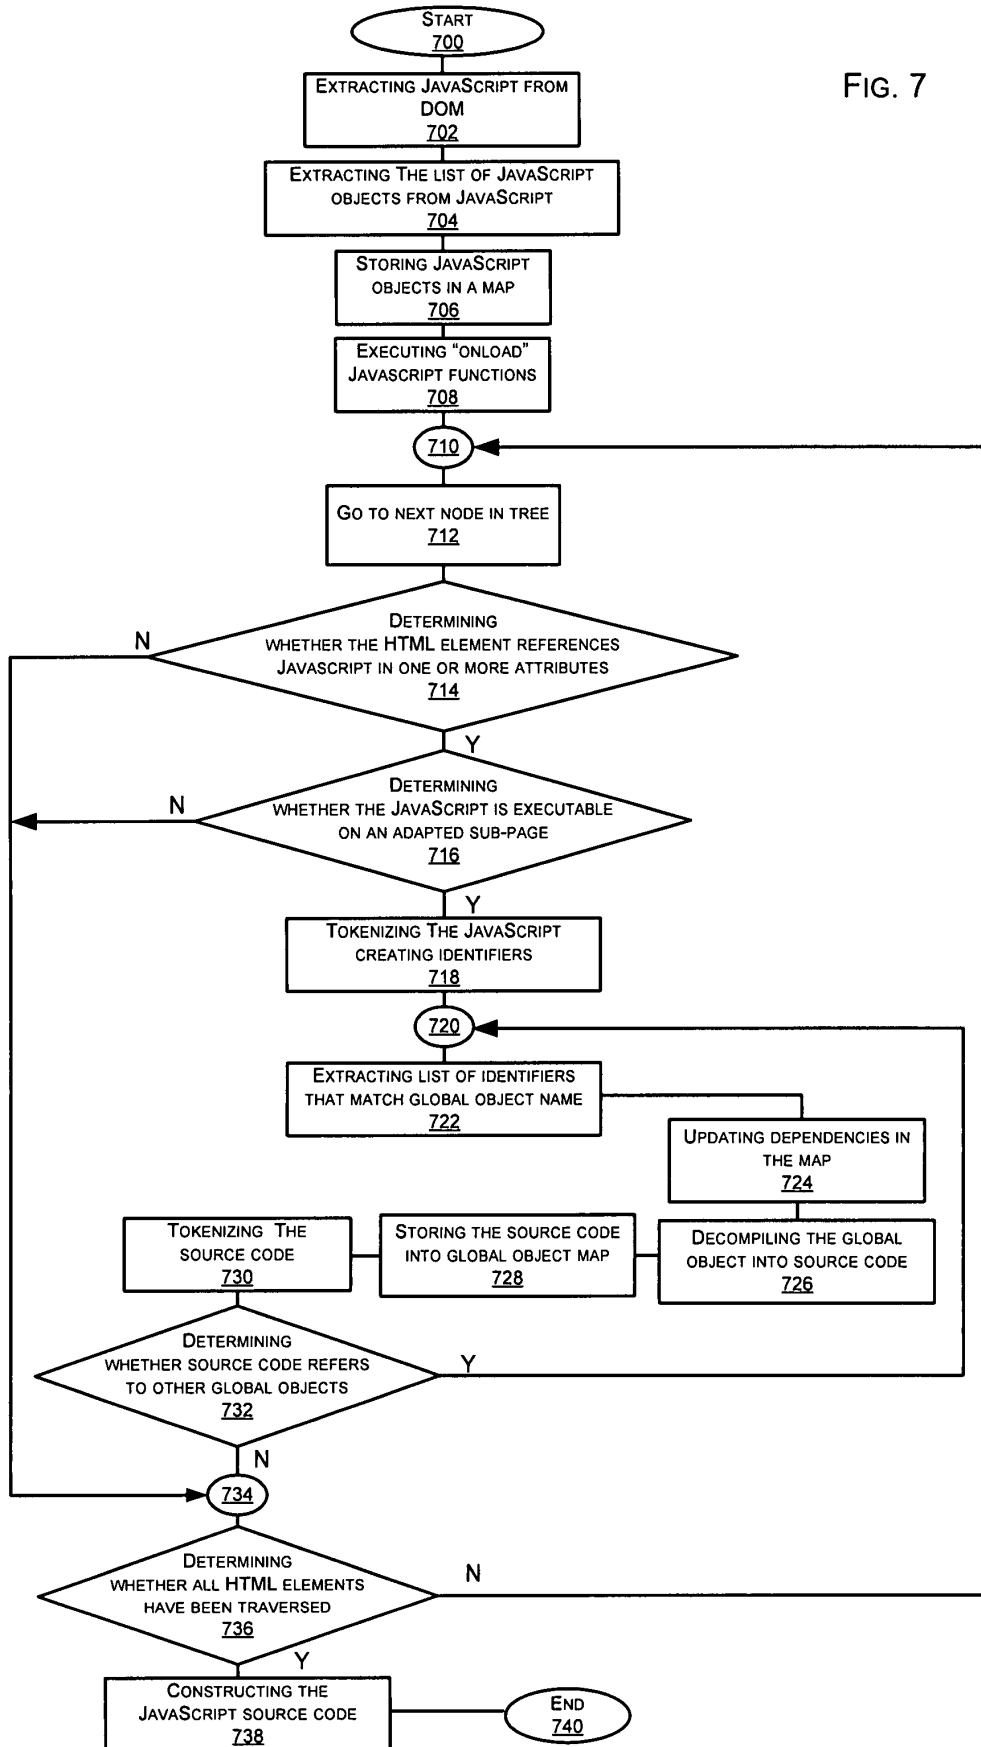 START
700
FIG. 7
EXTRACTING JAVASCRIPT FROM
DOM
702
EXTRACTING THE LIST OF JAVASCRIPT
OBJECTS FROM JAVASCRIPT
704
STORING JAVASCRIPT
OBJECTS IN A MAP
706
EXECUTING "ONLOAD"
JAVASCRIPT FUNCTIONS
708
710
GO TO NEXT NODE IN TREE
712
DETERMINING
WHETHER THE HTML ELEMENT REFERENCES
JAVASCRIPT IN ONE OR MORE ATTRIBUTES
714
N
Y
DETERMINING
WHETHER THE JAVASCRIPT IS EXECUTABLE
ON AN ADAPTED SUB-PAGE
716
N
Y
TOKENIZING THE JAVASCRIPT
CREATING IDENTIFIERS
718
720
EXTRACTING LIST OF IDENTIFIERS
THAT MATCH GLOBAL OBJECT NAME
722
UPDATING DEPENDENCIES IN
THE MAP
724
DECOMPILING THE GLOBAL
OBJECT INTO SOURCE CODE
726
STORING THE SOURCE CODE
INTO GLOBAL OBJECT MAP
728
TOKENIZING THE
SOURCE CODE
730
DETERMINING
WHETHER SOURCE CODE REFERS
TO OTHER GLOBAL OBJECTS
732
Y
N
734
DETERMINING
WHETHER ALL HTML ELEMENTS
HAVE BEEN TRAVERSED
736
N
Y
CONSTRUCTING THE
JAVASCRIPT SOURCE CODE
738
END
740